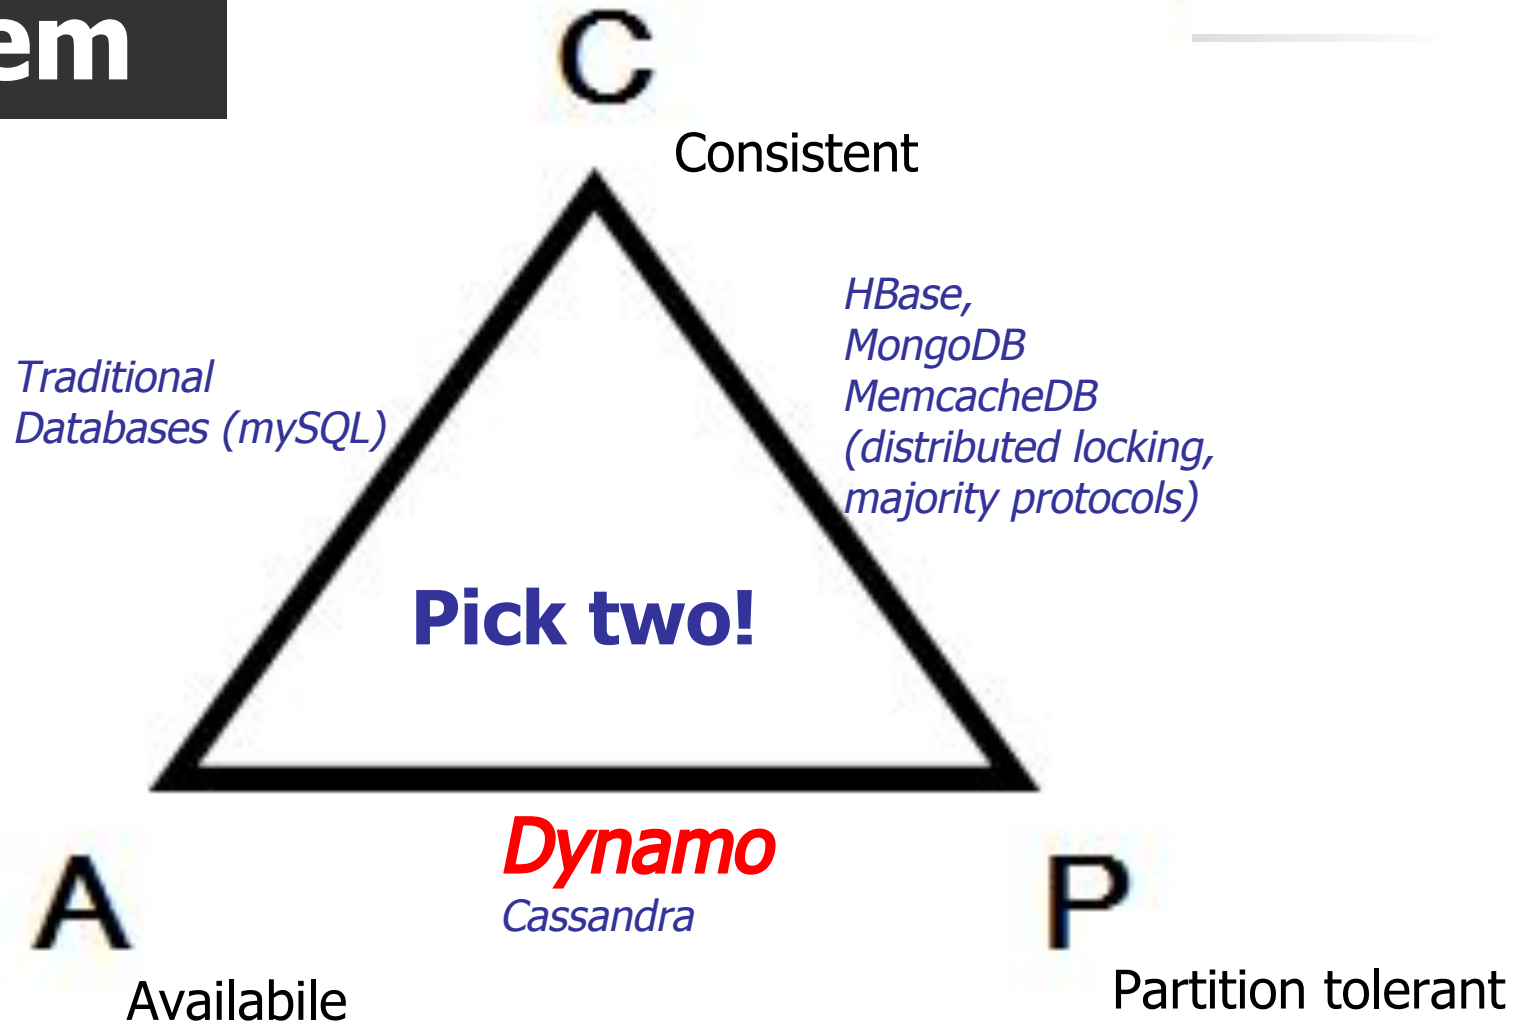 em
C
Consistent
HBase,
MongoDB
MemcacheDB
(distributed locking,
majority protocols)
Traditional
Databases (mySQL)
Pick two!
Dynamo
Cassandra
A
Availabile
P
Partition tolerant